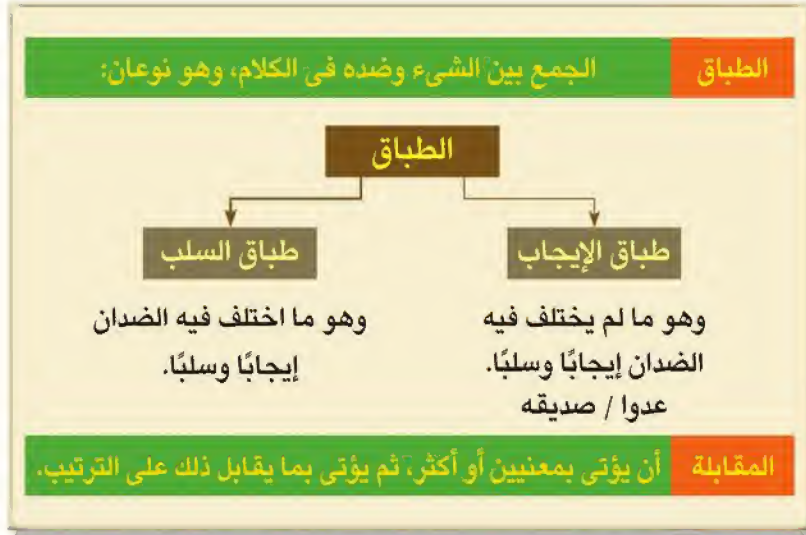 الطباق الجمع بين الشىء وضده فى الكلام، وهو نوعان:
الطباق
طباق الإيجاب
وهو ما لم يختلف فيه
الضدان إيجابًا وسلبًا.
عدوا / صديقه
طباق السلب
وهو ما اختلف فيه الضدان
إيجابًا وسلبًا.
المقابلة أن يؤتى بمعنيين أو أكثر، ثم يؤتى بما يقابل ذلك على الترتيب.